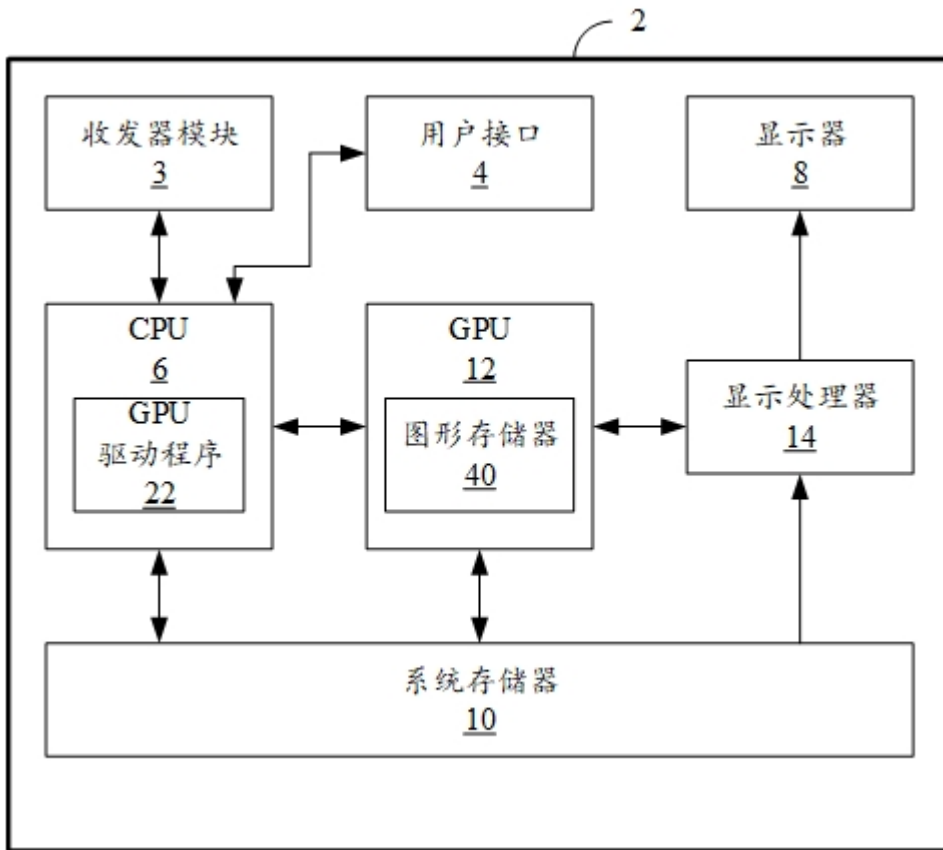 2
收发器模块
3
用户接口
4
显示器
8
CPU
6
GPU
驱动程序
22
GPU
12
图形存储器
40
显示处理器
14
系统存储器
10